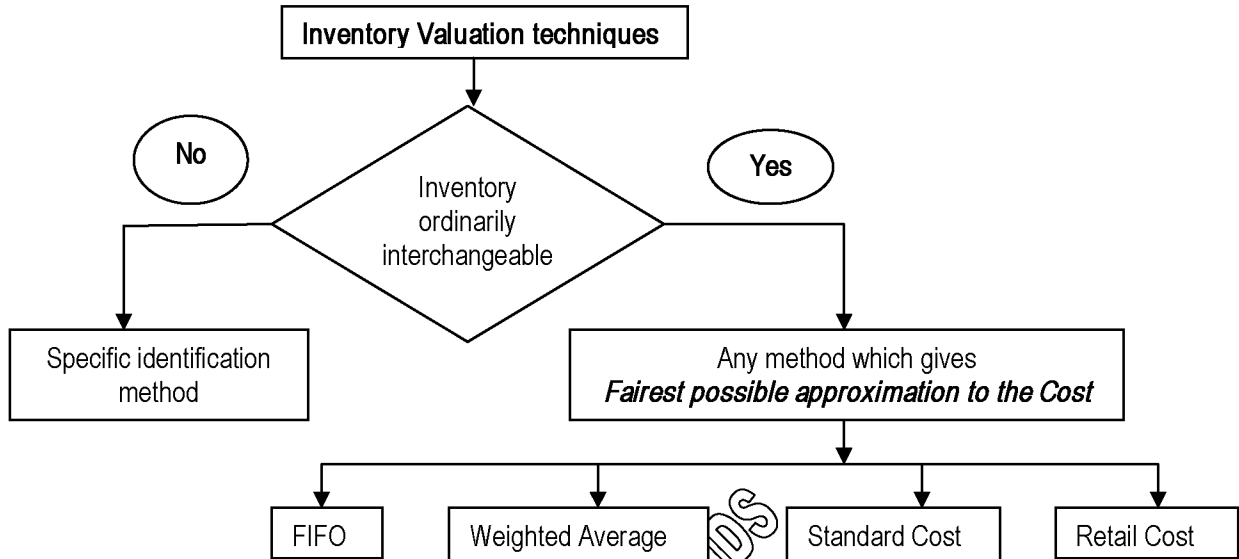 Inventory Valuation techniques
No
Yes
Inventory
ordinarily
interchangeable
Specific identification
method
Any method which gives
Fairest possible approximation to the Cost
FIFO
Weighted Average
Standard Cost
Retail Cost